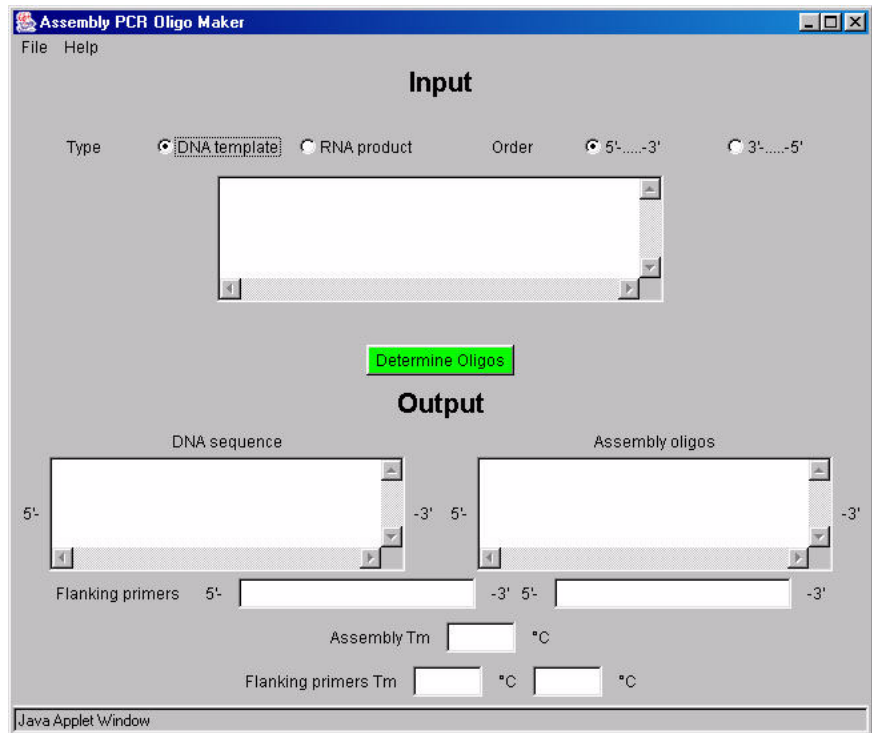 Assembly PCR Oligo Maker
File Help
Input
Type DNA template RNA product Order 5'-.....-3' 3'-.....-5'
Determine Oligos
Output
DNA sequence Assembly oligos
5'- -3' 5'- -3'
Flanking primers 5'- -3' 5'- -3'
Assembly Tm °C
Flanking primers Tm °C °C
Java Applet Window